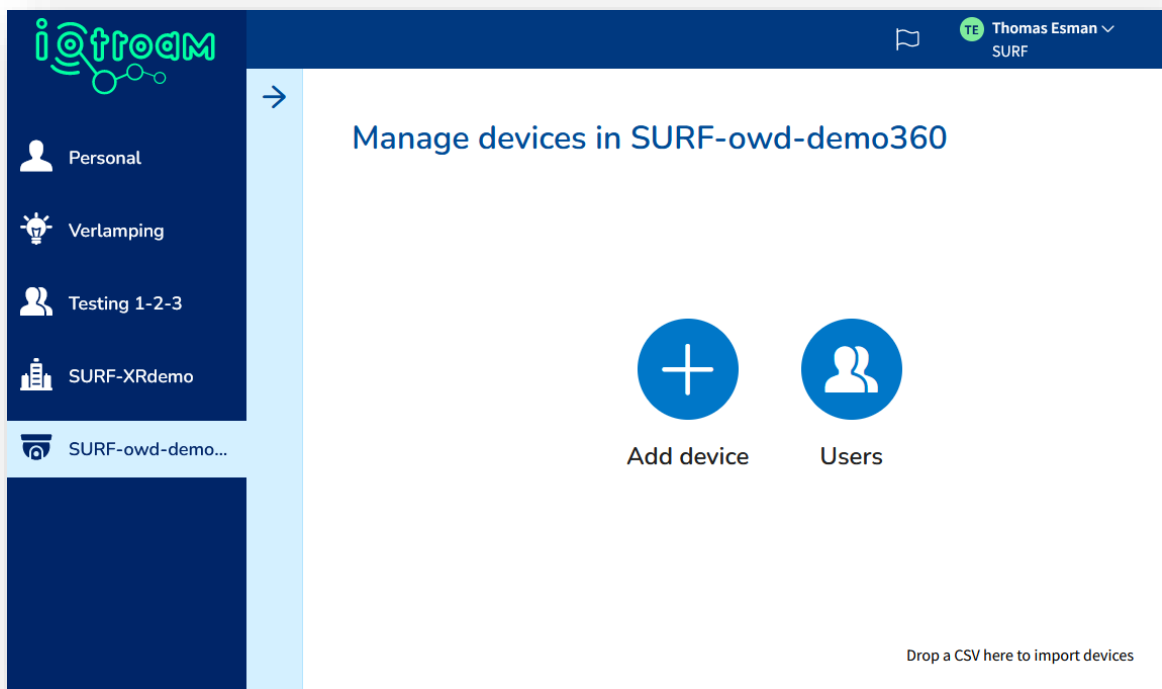 iotroam
TE
Thomas Esman
SURF
Manage devices in SURF-owd-demo360
Personal
Verlamping
Testing 1-2-3
SURF-XRdemo
SURF-owd-demo...
Add device
Users
Drop a CSV here to import devices